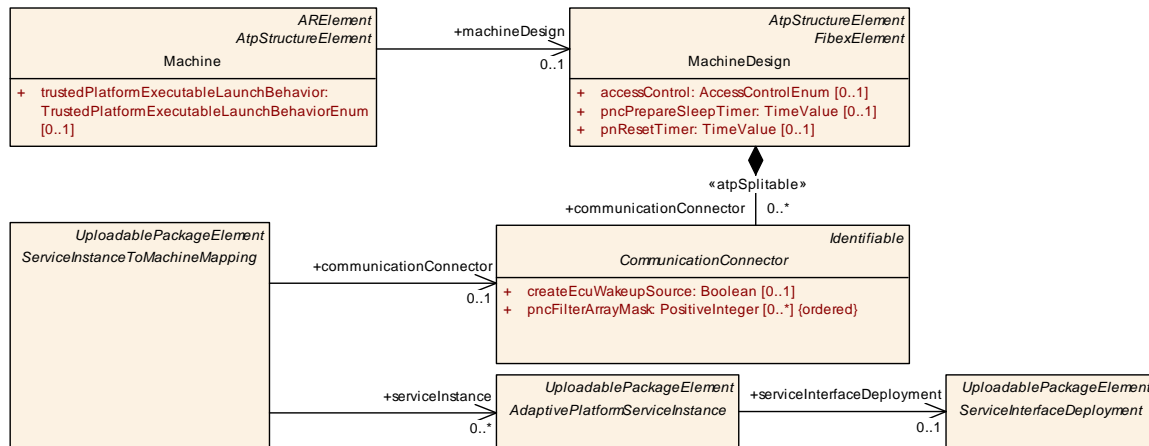 ARElement
AtpStructureElement
Machine
+ trustedPlatformExecutableLaunchBehavior:
TrustedPlatformExecutableLaunchBehaviorEnum
[0..1]
+machineDesign
0..1
AtpStructureElement
FibexElement
MachineDesign
+ accessControl: AccessControlEnum [0..1]
+ pncPrepareSleepTimer: TimeValue [0..1]
+ pnResetTimer: TimeValue [0..1]
«atpSplitable»
+communicationConnector 0..*
UploadablePackageElement
ServiceInstanceToMachineMapping
+communicationConnector
0..1
Identifiable
CommunicationConnector
+ createEcuWakeupSource: Boolean [0..1]
+ pncFilterArrayMask: PositiveInteger [0..*] {ordered}
+serviceInstance
0..*
UploadablePackageElement
AdaptivePlatformServiceInstance
+serviceInterfaceDeployment
0..1
UploadablePackageElement
ServiceInterfaceDeployment